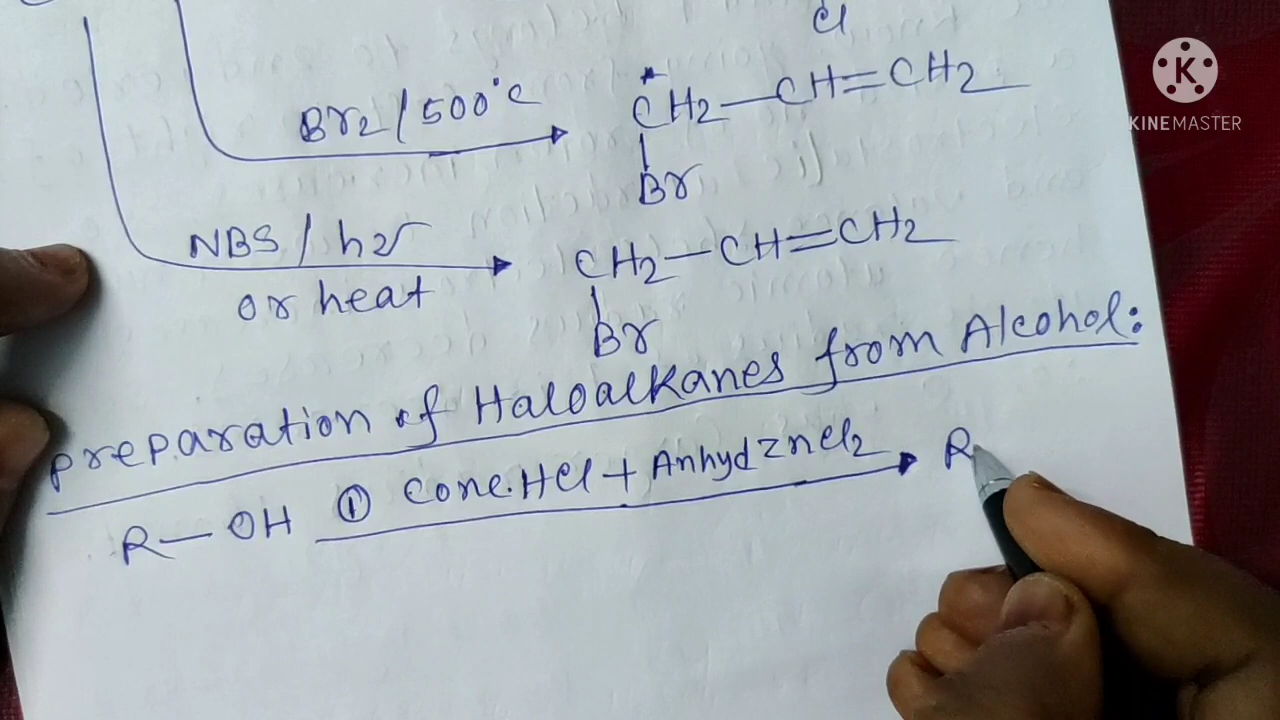 Cl
Br2 / 500°C CH2—CH=CH2
*
Br
NBS / hν CH2—CH=CH2
or heat
Br
preparation of Haloalkanes from Alcohol:
R—OH ① Conc.HCl + Anhyd ZnCl2 R
K
KINEMASTER